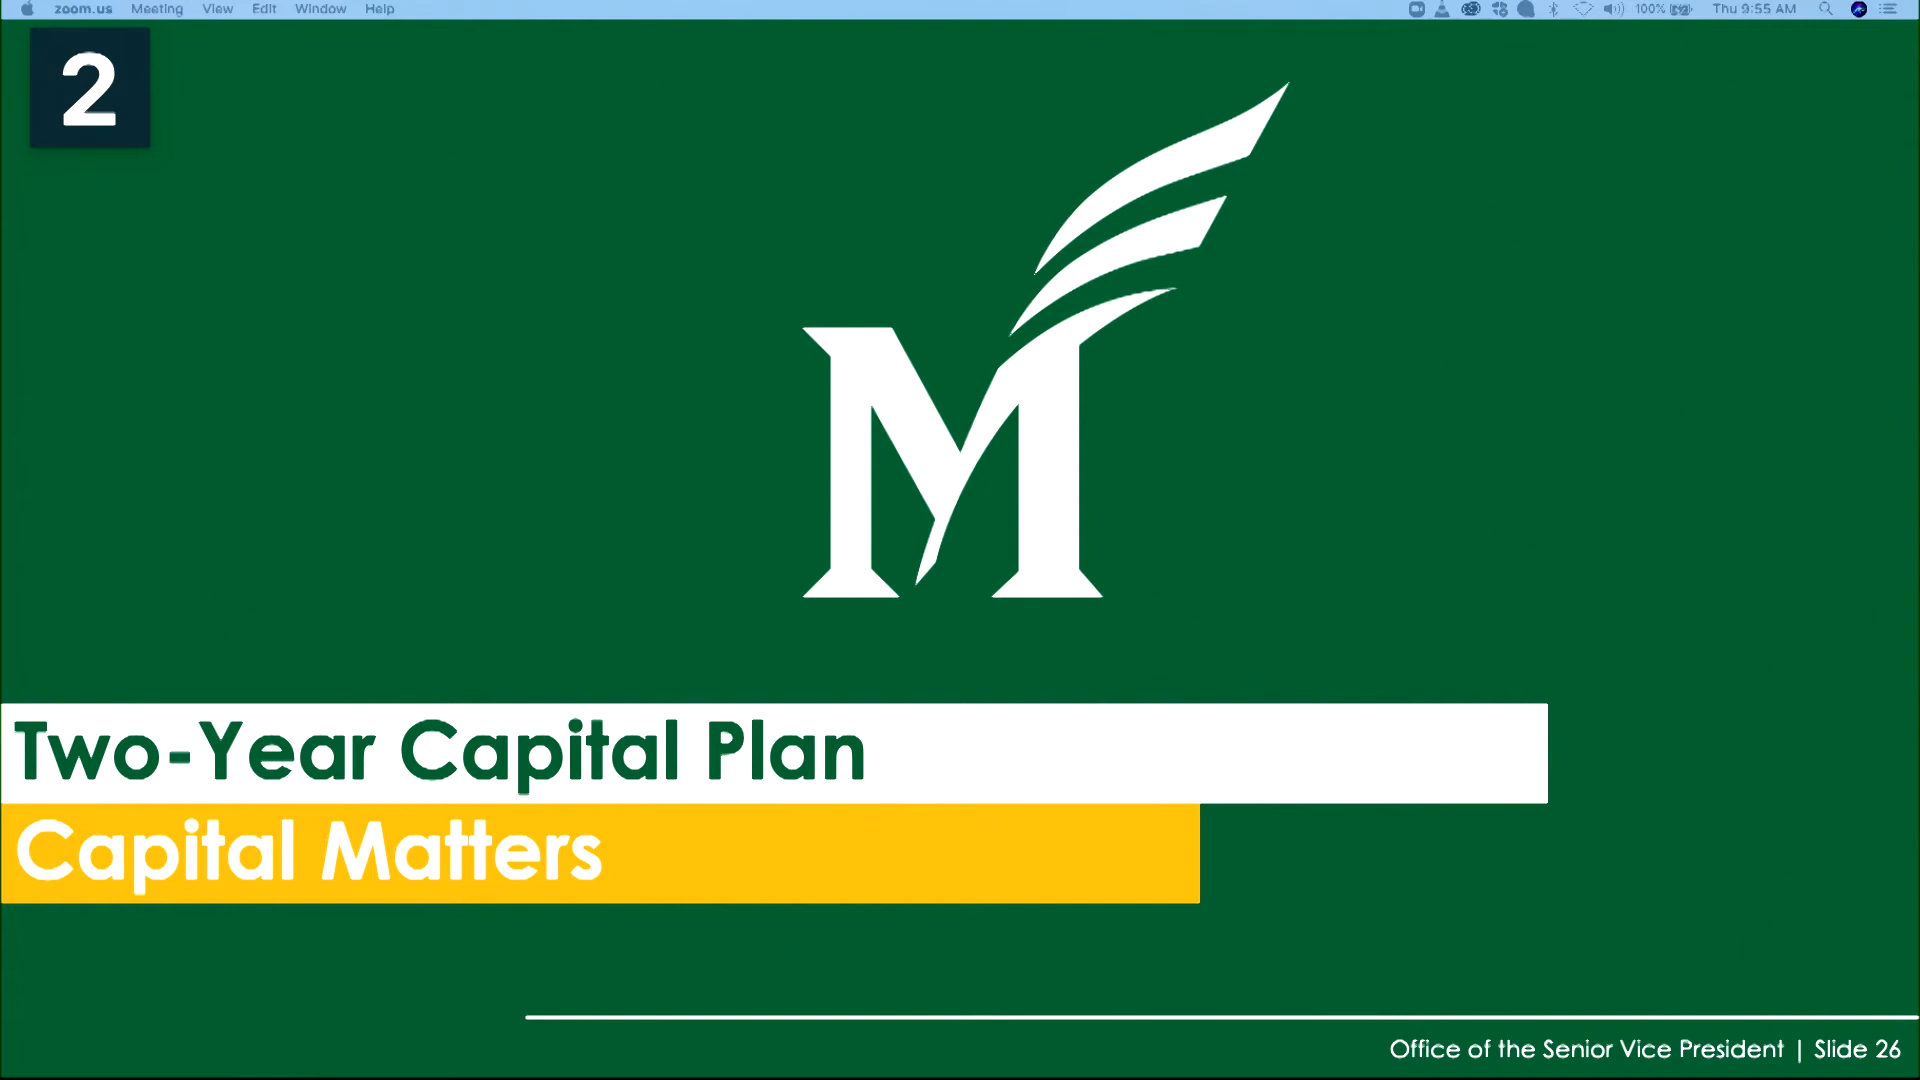 zoom.us Meeting View Edit Window Help 100% Thu 9:55 AM
2
M
Two-Year Capital Plan
Capital Matters
Office of the Senior Vice President | Slide 26